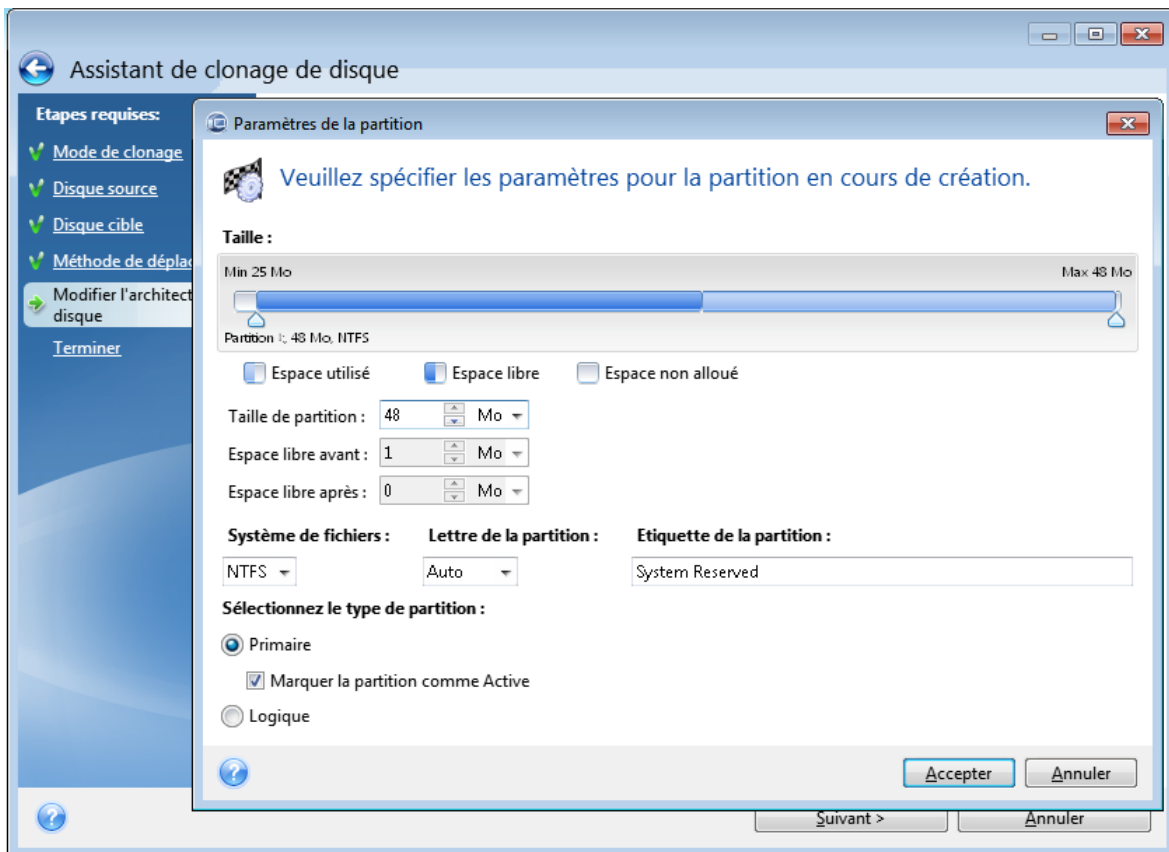 Assistant de clonage de disque
Etapes requises:
Mode de clonage
Disque source
Disque cible
Méthode de déplac
Modifier l'architect
disque
Terminer
Paramètres de la partition
Veuillez spécifier les paramètres pour la partition en cours de création.
Taille :
Min 25 Mo Max 48 Mo
Partition 48 Mo, NTFS
Espace utilisé Espace libre Espace non alloué
Taille de partition : 48 Mo
Espace libre avant : 1 Mo
Espace libre après : 0 Mo
Système de fichiers : Lettre de la partition : Etiquette de la partition :
NTFS Auto System Reserved
Sélectionnez le type de partition :
Primaire
Marquer la partition comme Active
Logique
Accepter Annuler
Suivant > Annuler